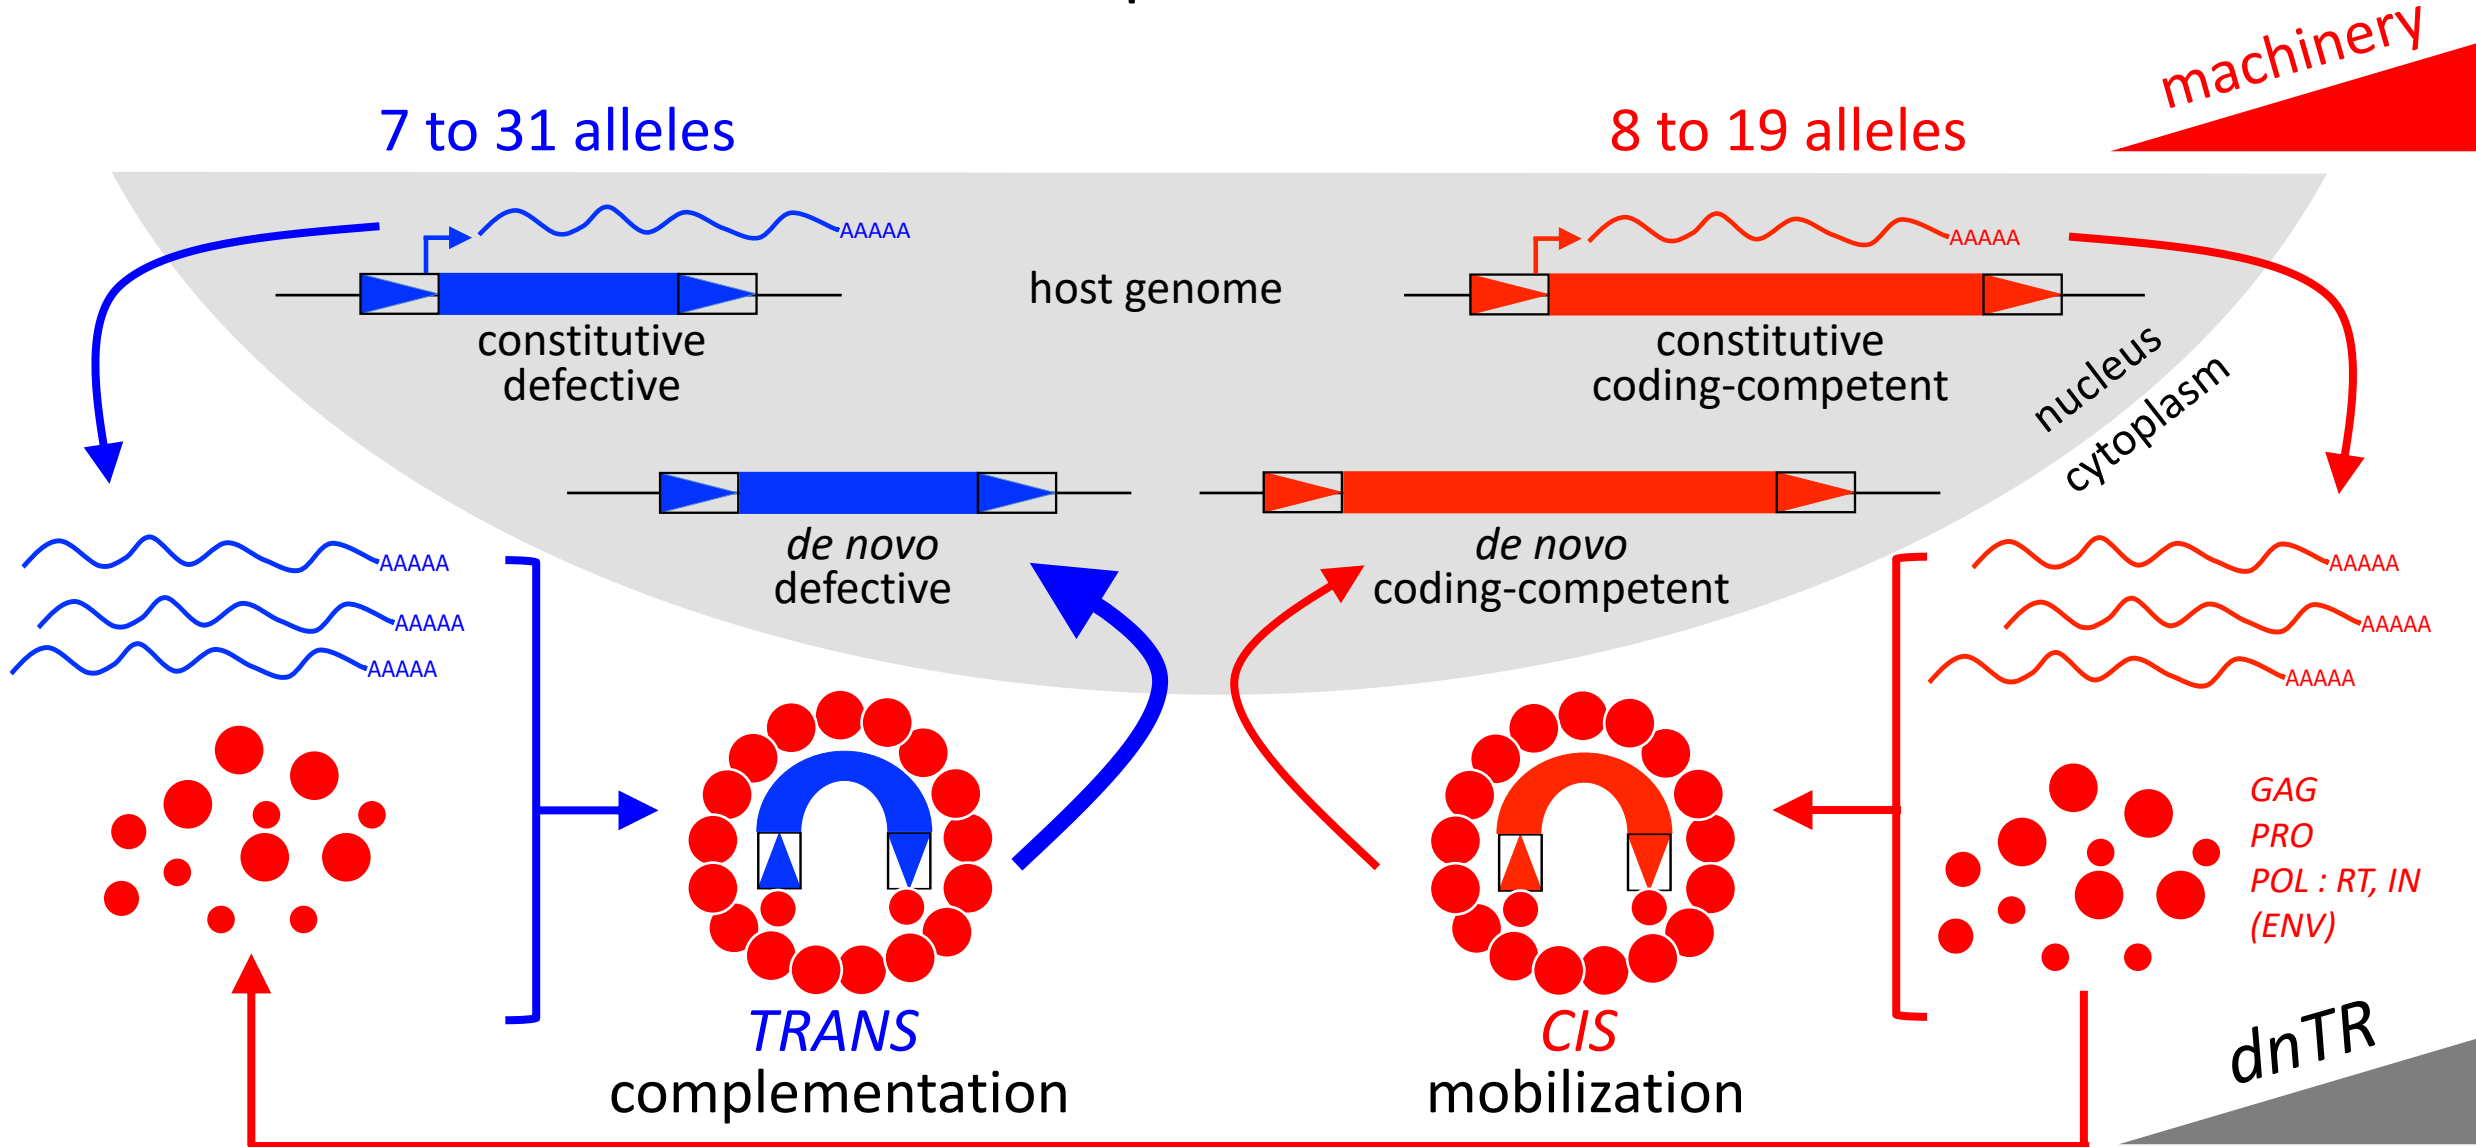 machinery
7 to 31 alleles
8 to 19 alleles
AAAAA
AAAAA
host genome
constitutive
defective
constitutive
coding-competent
nucleus
cytoplasm
de novo
defective
de novo
coding-competent
AAAAA
AAAAA
AAAAA
AAAAA
AAAAA
AAAAA
GAG
PRO
POL : RT, IN
(ENV)
TRANS
complementation
CIS
mobilization
dnTR